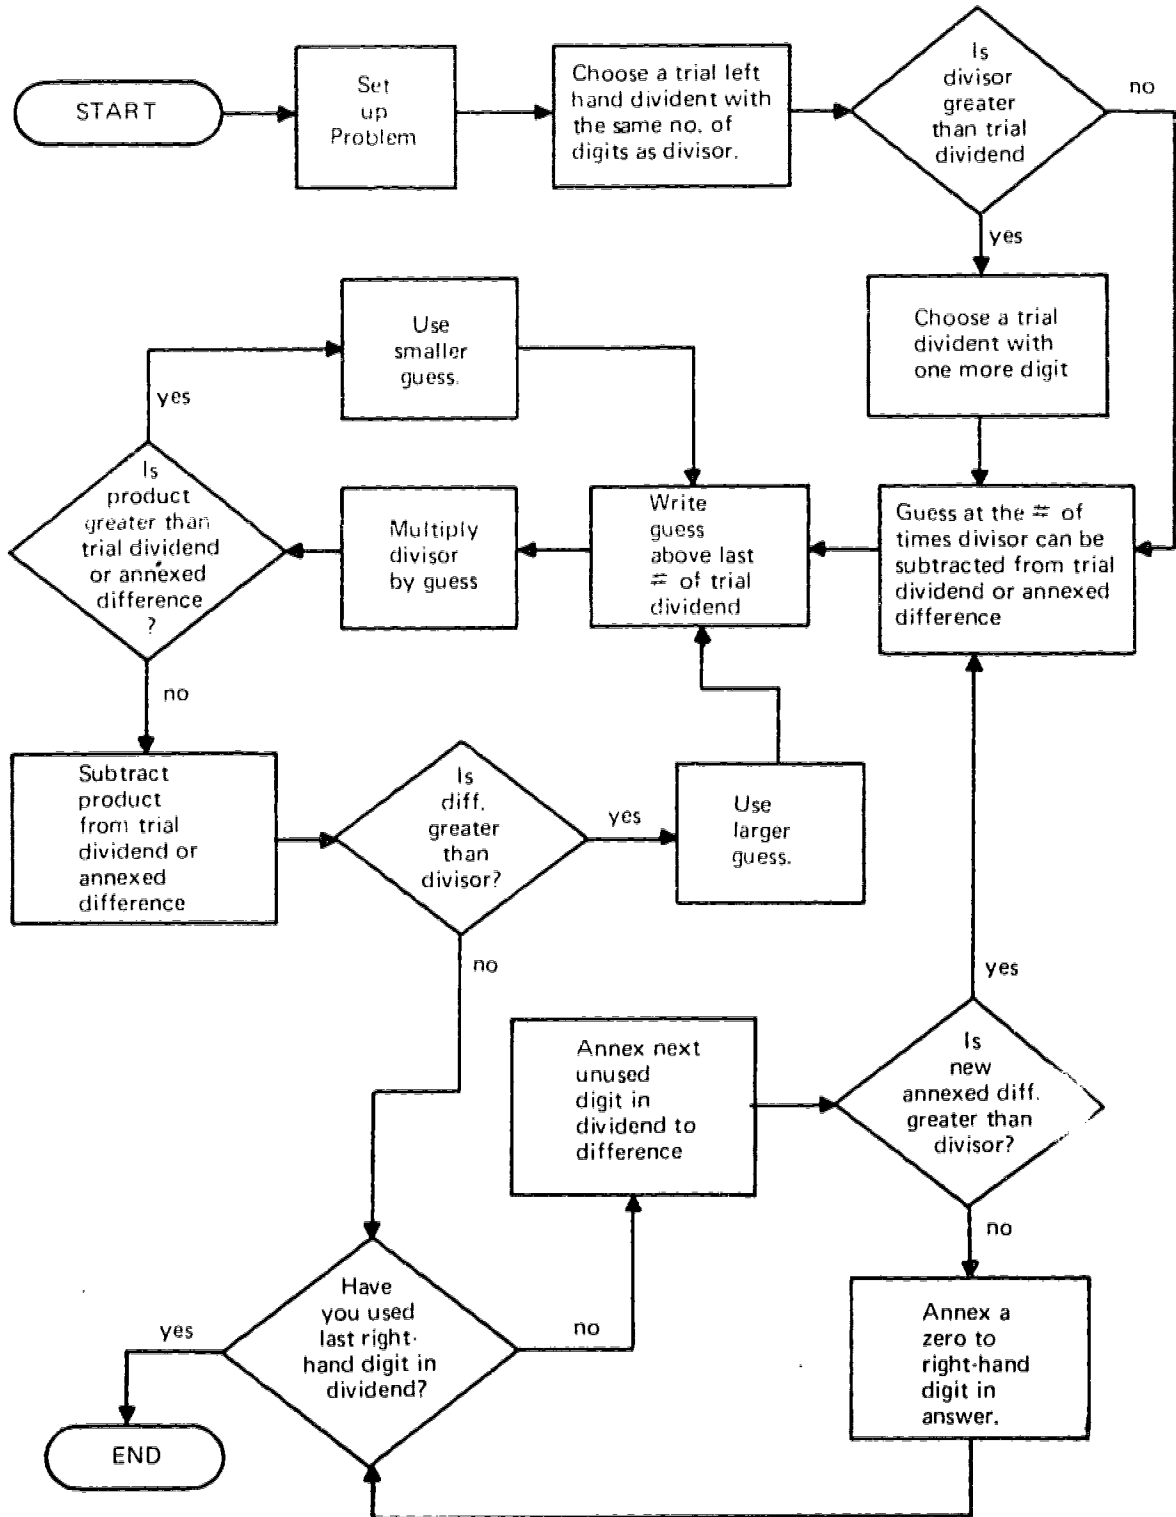 START
Set
up
Problem
Choose a trial left
hand divident with
the same no. of
digits as divisor.
Is
divisor
greater
than trial
dividend
no
yes
Choose a trial
divident with
one more digit
Guess at the # of
times divisor can be
subtracted from trial
dividend or annexed
difference
Write
guess
above last
# of trial
dividend
Multiply
divisor
by guess
Is
product
greater than
trial dividend
or annexed
difference
?
yes
Use
smaller
guess.
no
Subtract
product
from trial
dividend or
annexed
difference
Is
diff.
greater
than
divisor?
yes
Use
larger
guess.
no
Have
you used
last right-
hand digit in
dividend?
yes
END
no
Annex next
unused
digit in
dividend to
difference
Is
new
annexed diff.
greater than
divisor?
yes
no
Annex a
zero to
right-hand
digit in
answer.